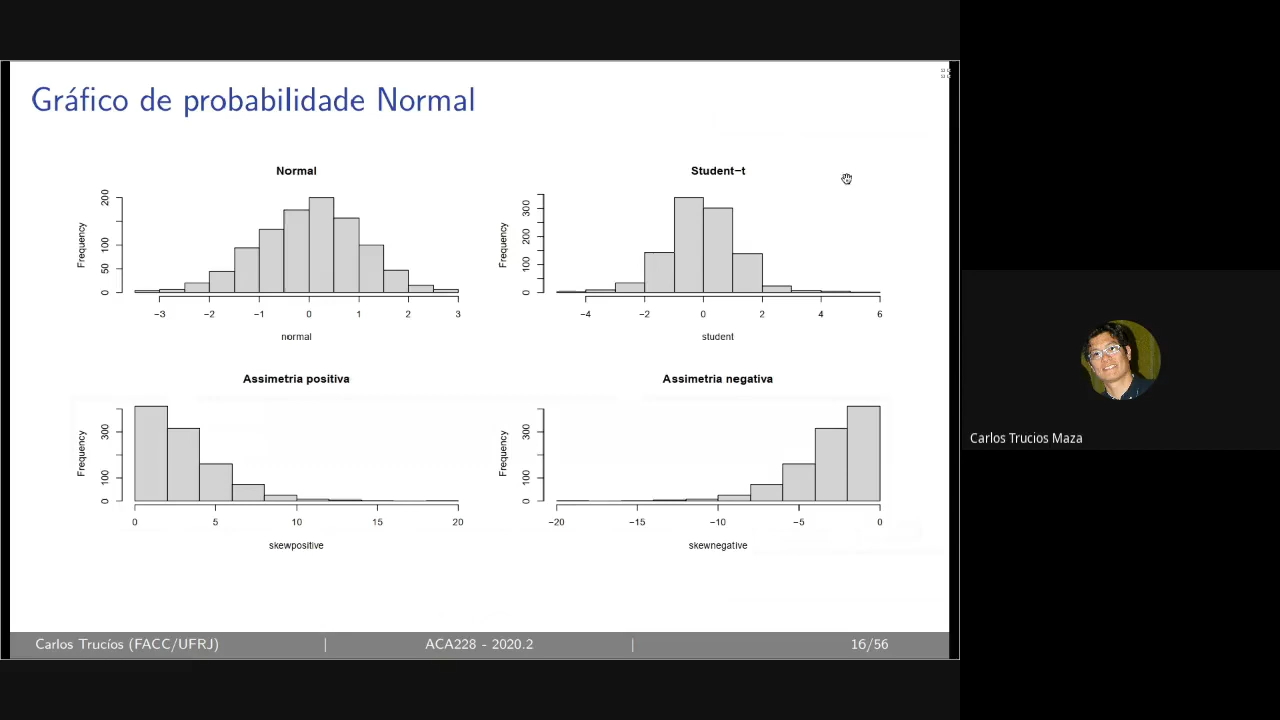 Gráfico de probabilidade Normal
Normal
Frequency
0 50 100 200
−3 −2 −1 0 1 2 3
normal
Student−t
Frequency
0 100 200 300
−4 −2 0 2 4 6
student
Assimetria positiva
Frequency
0 100 300
0 5 10 15 20
skewpositive
Assimetria negativa
Frequency
0 100 300
−20 −15 −10 −5 0
skewnegative
Carlos Trucíos (FACC/UFRJ) | ACA228 - 2020.2 | 16/56
Carlos Trucios Maza